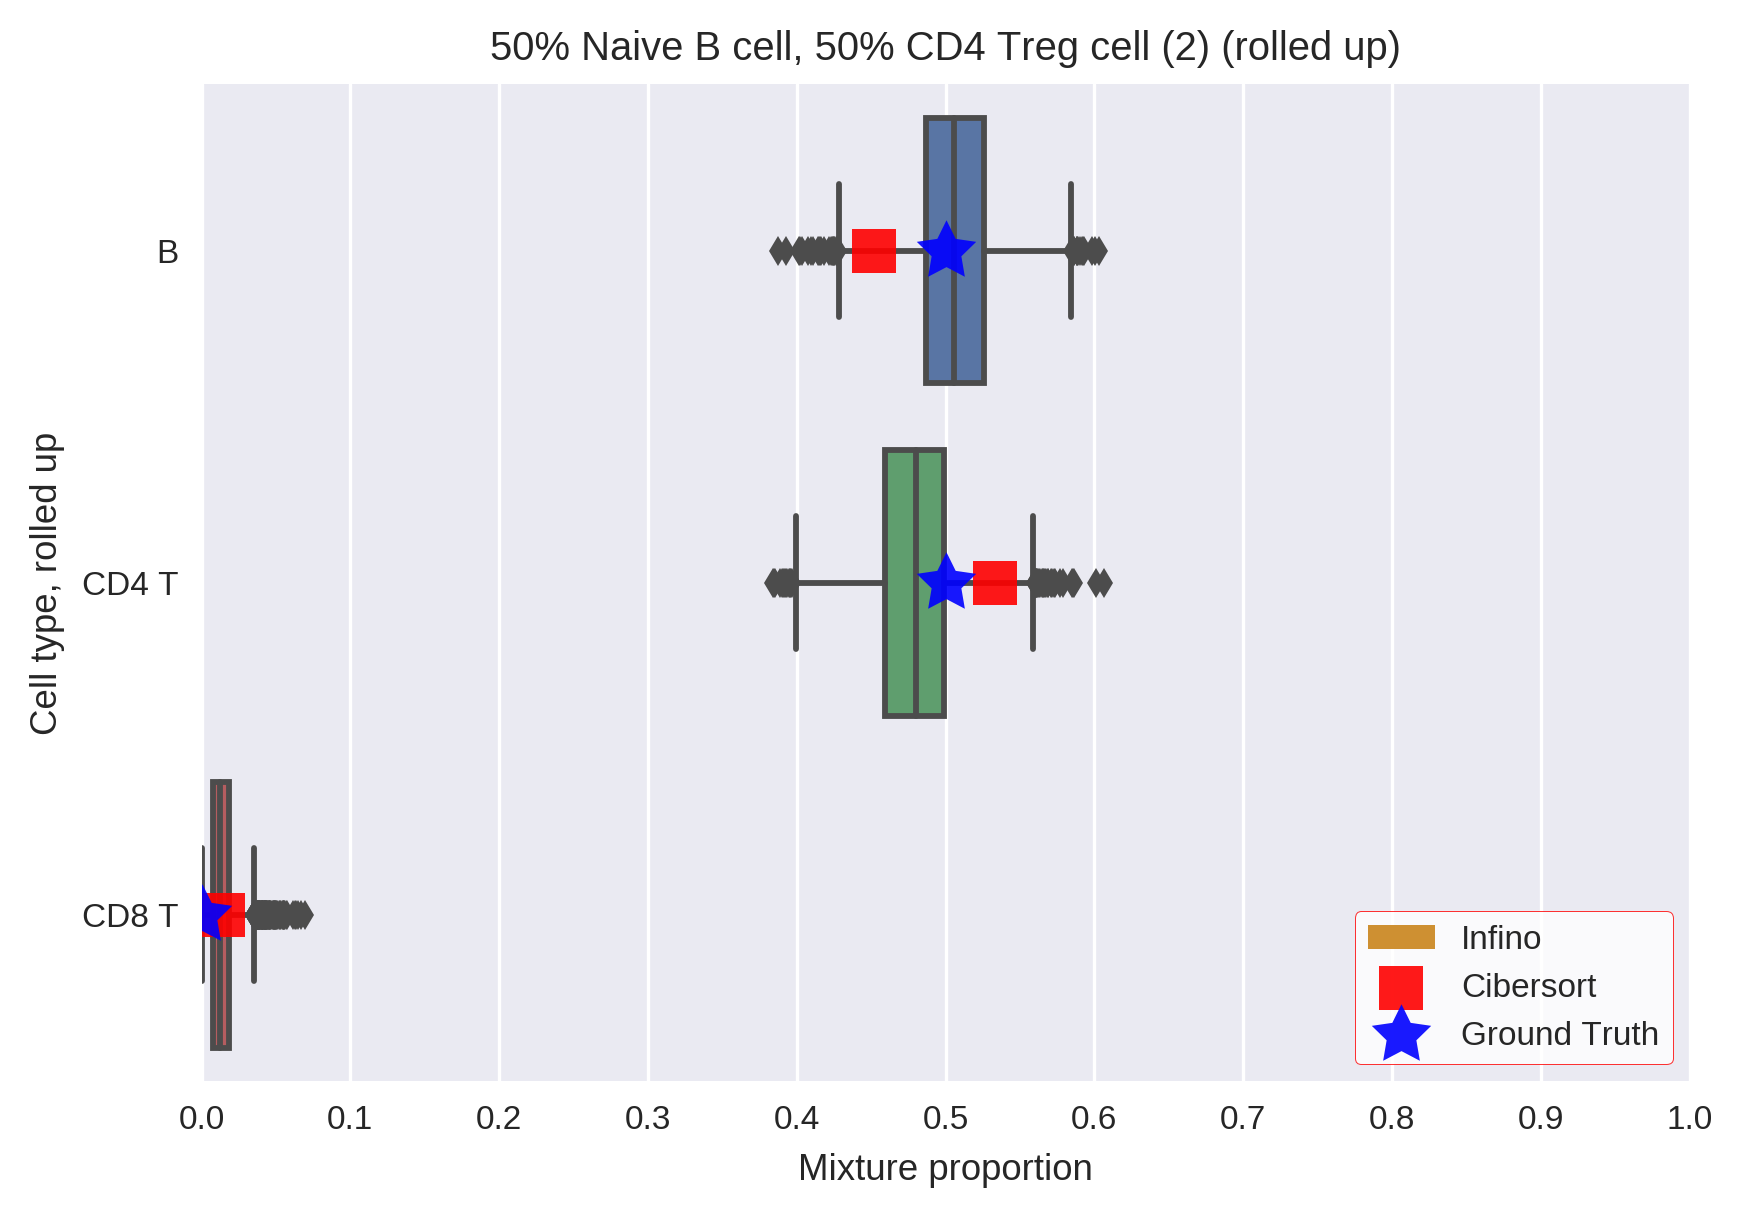 50% Naive B cell, 50% CD4 Treg cell (2) (rolled up)
Cell type, rolled up
B
CD4 T
CD8 T
Infino
Cibersort
Ground Truth
0.0 0.1 0.2 0.3 0.4 0.5 0.6 0.7 0.8 0.9 1.0
Mixture proportion